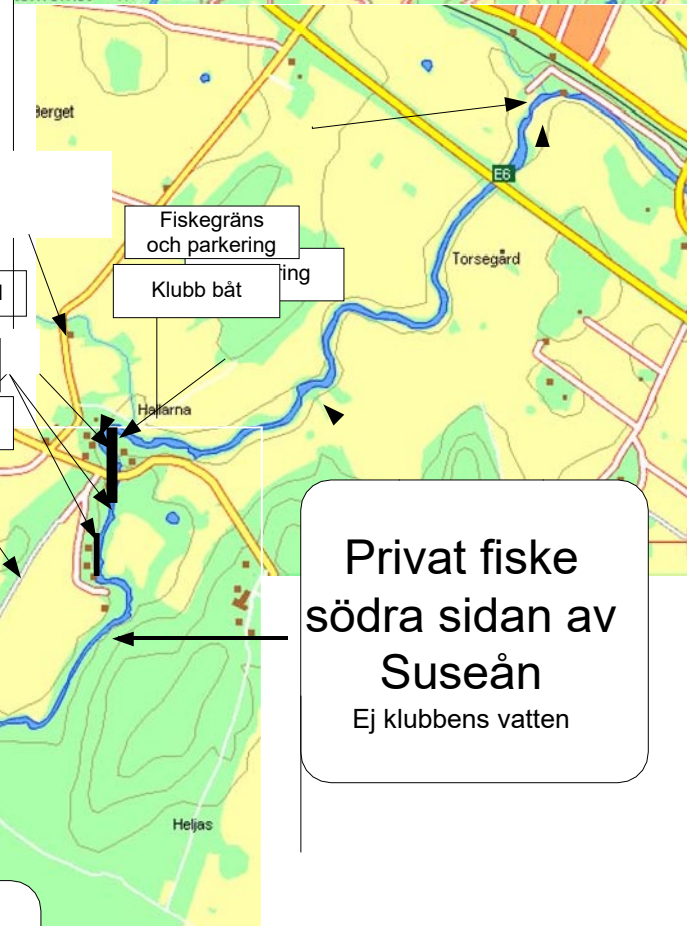 Berget
Fiskegräns
och parkering
ring
Klubb båt
E6
Torsegård
Hallarna
Privat fiske
södra sidan av
Suseån
Ej klubbens vatten
Heljas